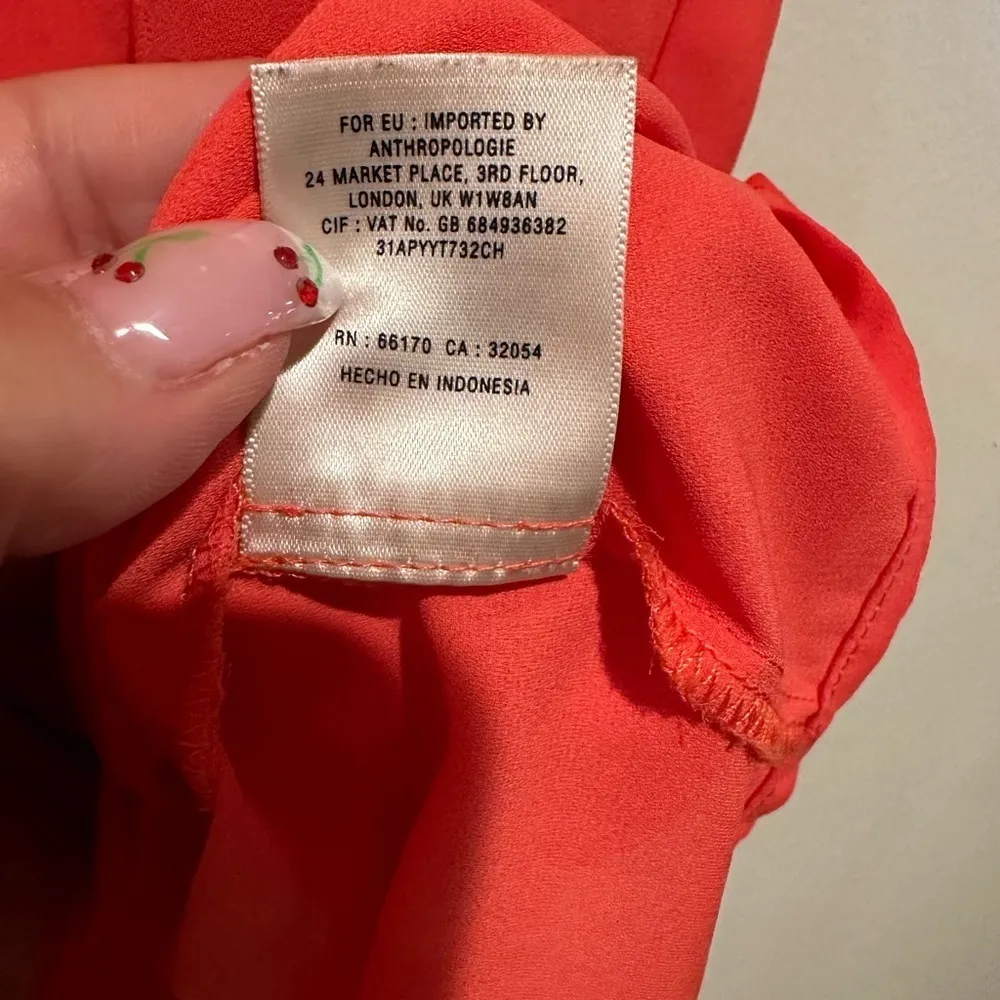 FOR EU : IMPORTED BY
ANTHROPOLOGIE
24 MARKET PLACE, 3RD FLOOR,
LONDON, UK W1W8AN
CIF : VAT No. GB 684936382
31APYYT732CH
RN : 66170 CA : 32054
HECHO EN INDONESIA